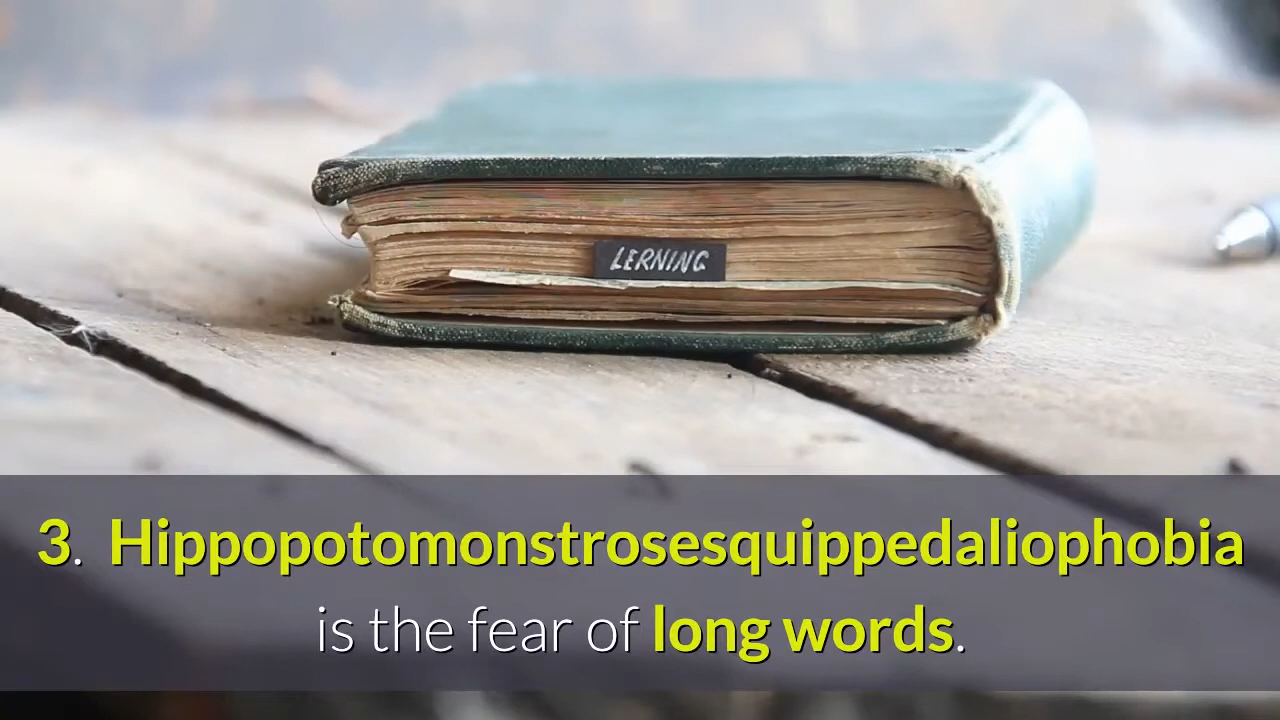 LERNING
3. Hippopotomonstrosesquippedaliophobia
is the fear of long words.